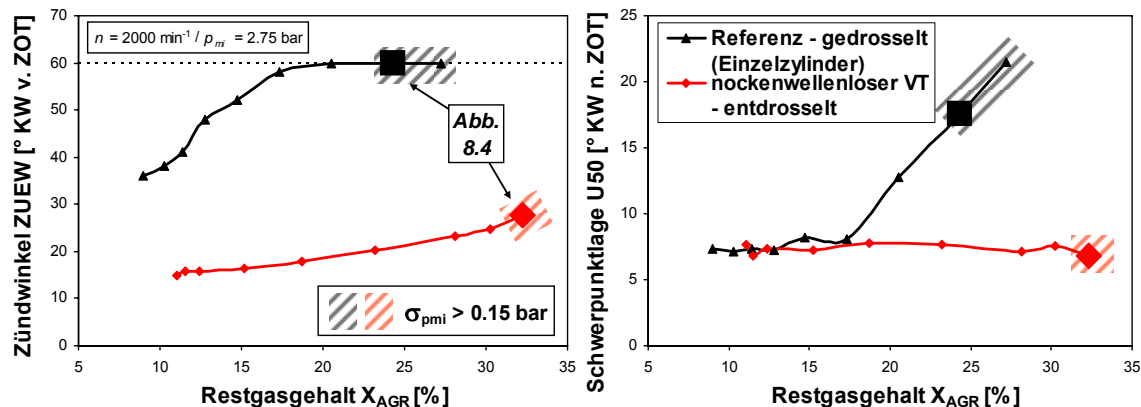 Zündwinkel ZUEW [° KW v. ZOT]
70
60
50
40
30
20
10
0
n = 2000 min⁻¹ / pmi = 2.75 bar
Abb.
8.4
σpmi > 0.15 bar
5 10 15 20 25 30 35
Restgasgehalt XAGR [%]
Schwerpunktlage U50 [° KW n. ZOT]
25
20
15
10
5
0
Referenz - gedrosselt
(Einzelzylinder)
nockenwellenloser VT
- entdrosselt
5 10 15 20 25 30 35
Restgasgehalt XAGR [%]